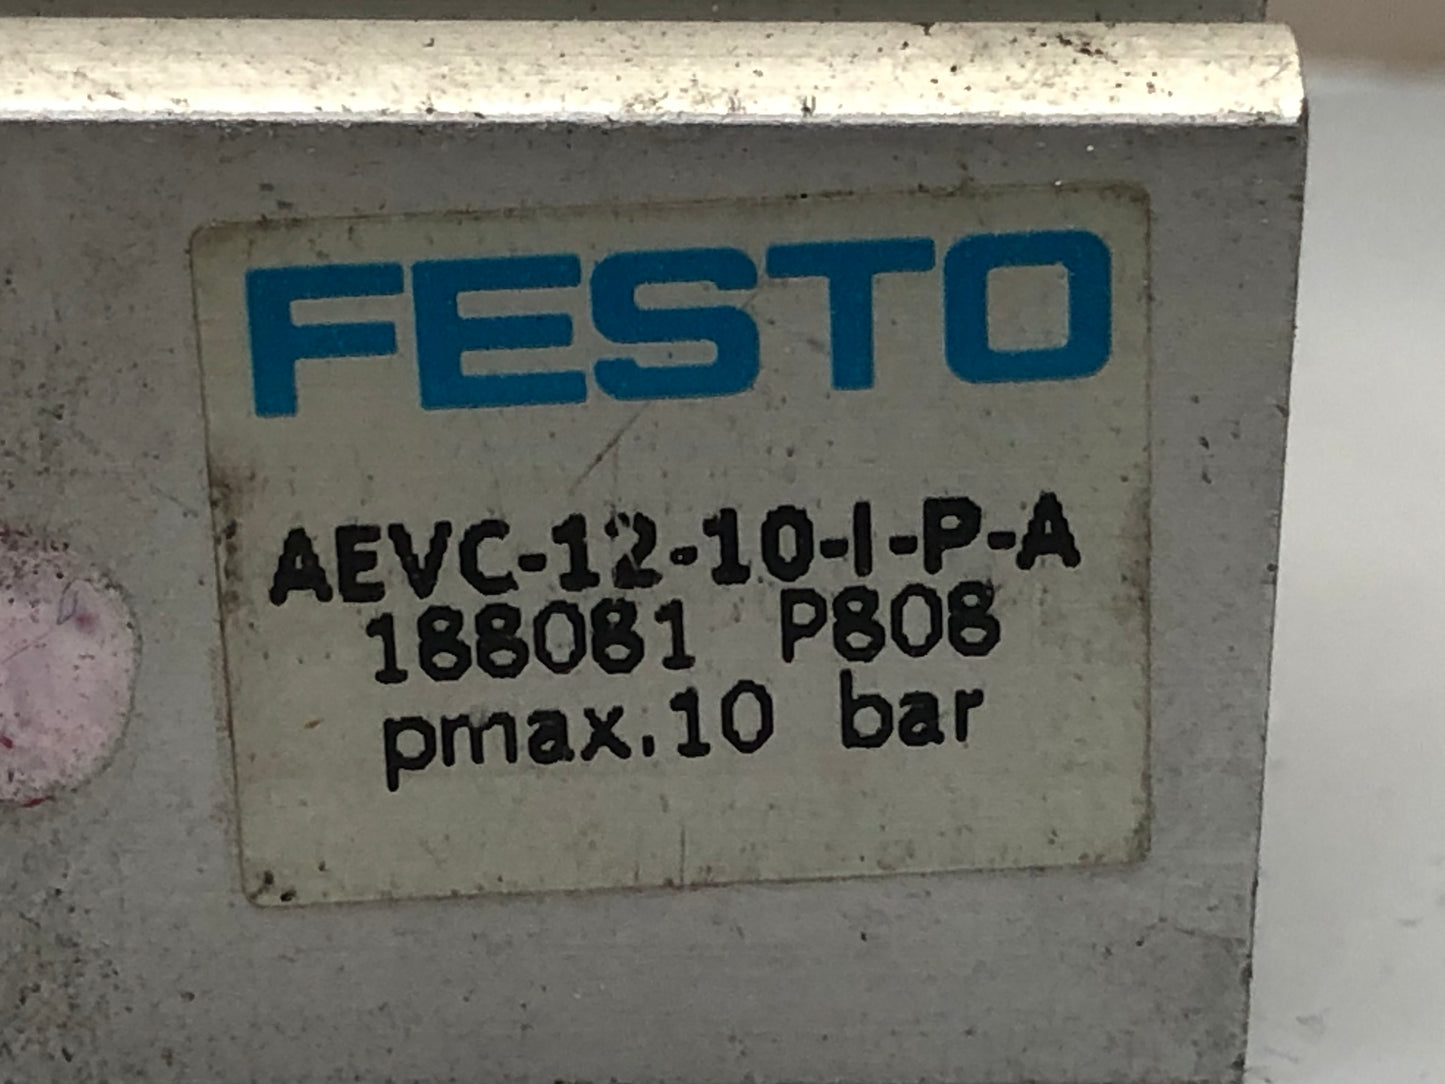 FESTO
AEVC-12-10-I-P-A
188081 P808
pmax.10 bar